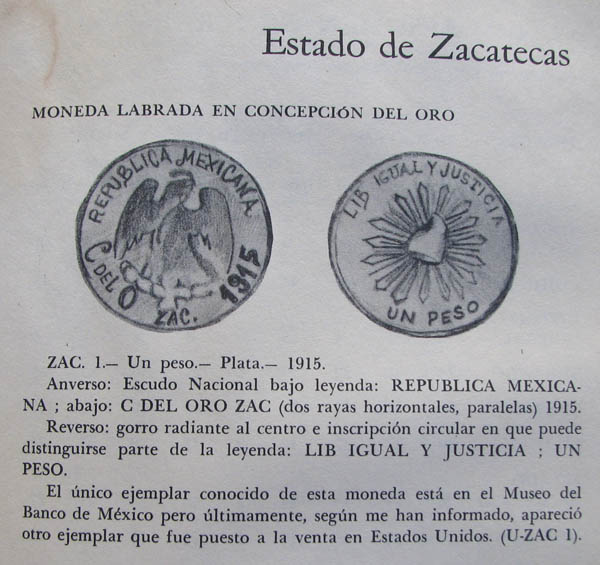 Estado de Zacatecas
MONEDA LABRADA EN CONCEPCIÓN DEL ORO
REPUBLICA MEXICANA
C DEL O
ZAC.
1915
LIB IGUAL Y JUSTICIA
UN PESO
ZAC. 1.— Un peso.— Plata.— 1915.
Anverso: Escudo Nacional bajo leyenda: REPUBLICA MEXICA-
NA ; abajo: C DEL ORO ZAC (dos rayas horizontales, paralelas) 1915.
Reverso: gorro radiante al centro e inscripción circular en que puede
distinguirse parte de la leyenda: LIB IGUAL Y JUSTICIA ; UN
PESO.
El único ejemplar conocido de esta moneda está en el Museo del
Banco de México pero últimamente, según me han informado, apareció
otro ejemplar que fue puesto a la venta en Estados Unidos. (U-ZAC 1).